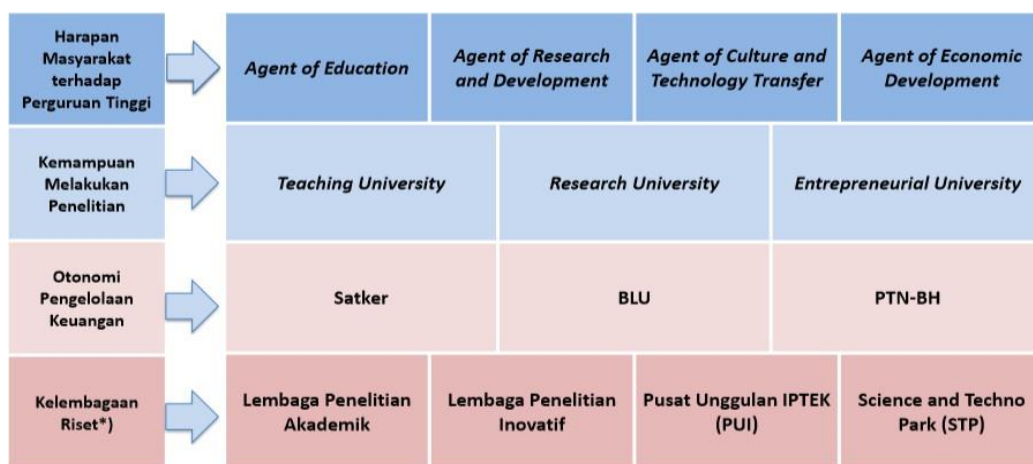 Harapan
Masyarakat
terhadap
Perguruan Tinggi
Agent of Education
Agent of Research
and Development
Agent of Culture and
Technology Transfer
Agent of Economic
Development
Kemampuan
Melakukan
Penelitian
Teaching University
Research University
Entrepreneurial University
Otonomi
Pengelolaan
Keuangan
Satker
BLU
PTN-BH
Kelembagaan
Riset*)
Lembaga Penelitian
Akademik
Lembaga Penelitian
Inovatif
Pusat Unggulan IPTEK
(PUI)
Science and Techno
Park (STP)